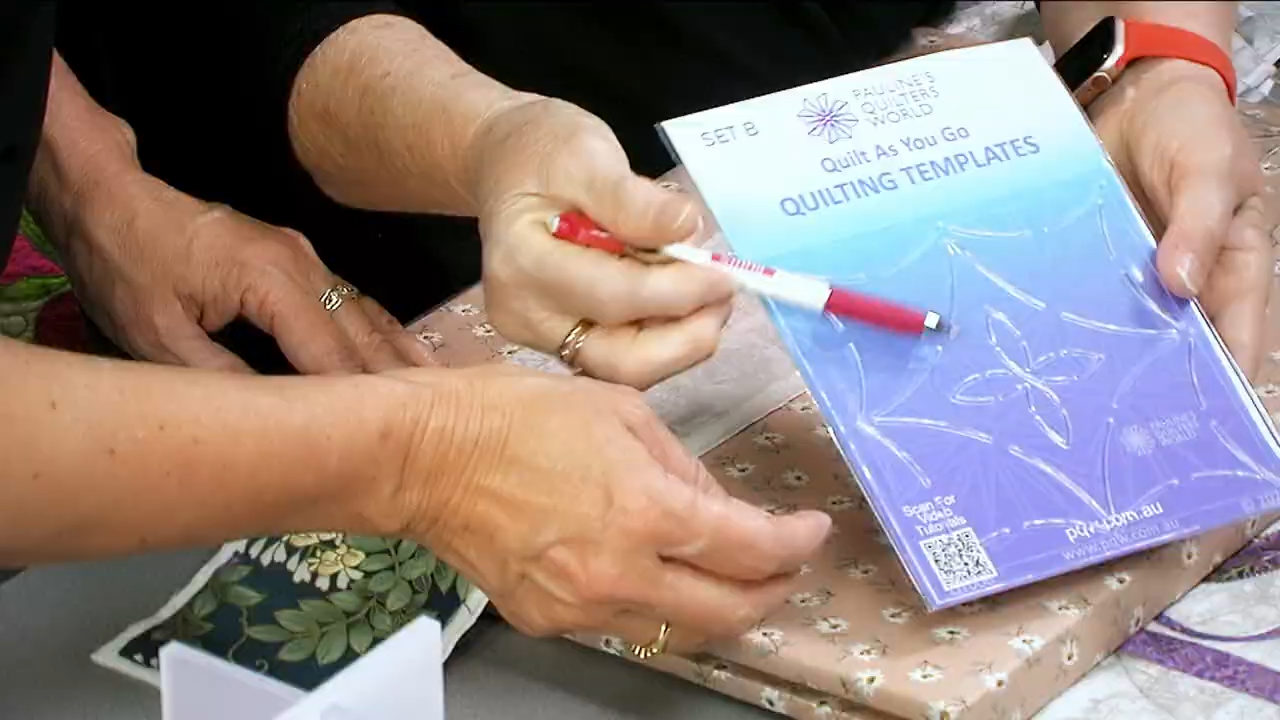 SET B
PAULINE'S
QUILTERS
WORLD
Quilt As You Go
QUILTING TEMPLATES
Scan For
Video
Tutorials
pqw.com.au
www.pqw.com.au